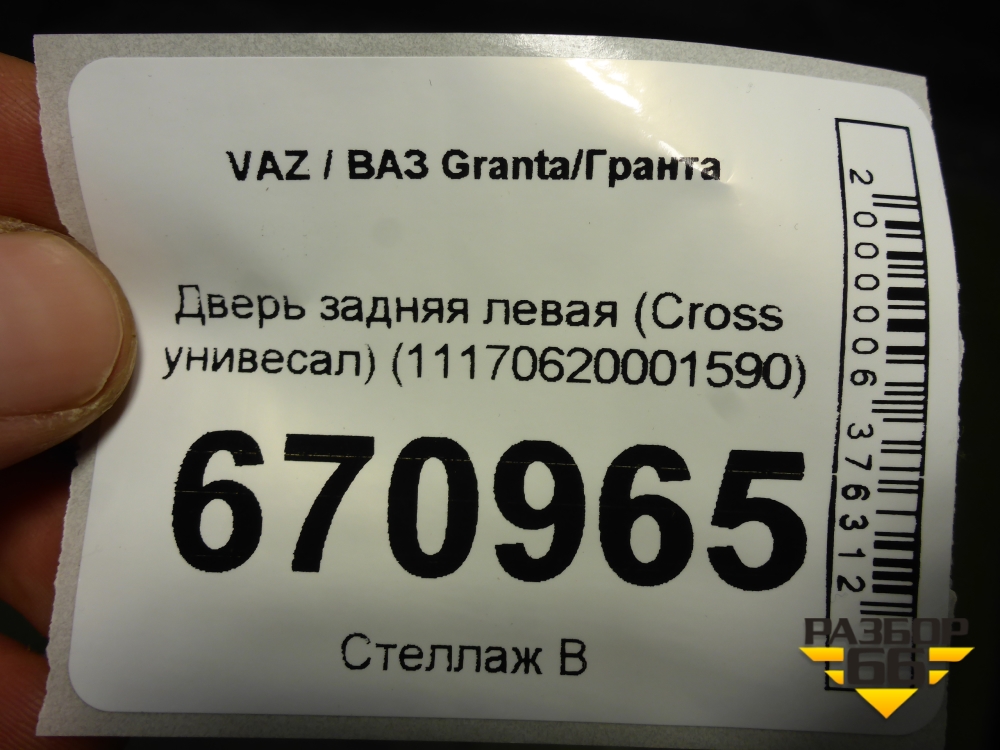 VAZ / ВАЗ Granta/Гранта
Дверь задняя левая (Cross
унивесал) (11170620001590)
670965
Стеллаж В
2000006376312
РАЗБОР
66